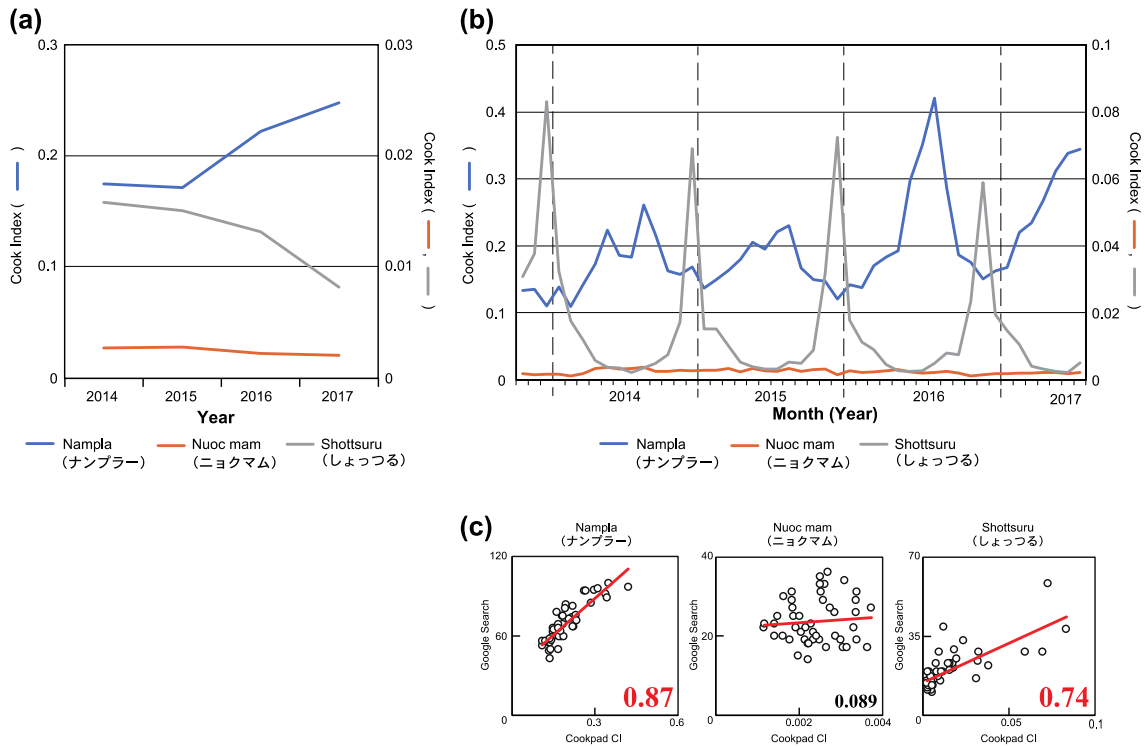 (a)
0.3
0.2
0.1
0
0.03
0.02
0.01
0
Cook Index ( )
Cook Index ( , )
2014 2015 2016 2017
Year
Nampla
(ナンプラー)
Nuoc mam
(ニョクマム)
Shottsuru
(しょっつる)
(b)
0.5
0.4
0.3
0.2
0.1
0
0.1
0.08
0.06
0.04
0.02
0
Cook Index ( )
Cook Index ( , )
2014 2015 2016 2017
Month (Year)
Nampla
(ナンプラー)
Nuoc mam
(ニョクマム)
Shottsuru
(しょっつる)
(c)
Nampla
(ナンプラー)
120
60
0
Google Search
0.87
0.3 0.6
Cookpad CI
Nuoc mam
(ニョクマム)
40
20
0
Google Search
0.089
0.002 0.004
Cookpad CI
Shottsuru
(しょっつる)
70
35
0
Google Search
0.74
0.05 0.1
Cookpad CI